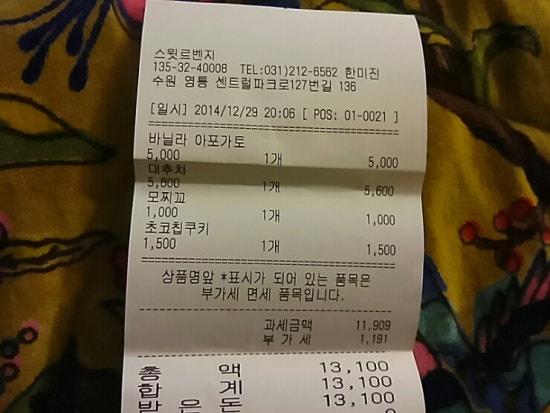 스윗르벤지
135-32-40008 TEL:031)212-6562 한미진
수원 영통 센트럴파크로127번길 136
[일시] 2014/12/29 20:06 [ POS: 01-0021 ]
바닐라 아포가토
5,000 1개 5,000
대추차
5,600 1개 5,600
모찌꼬
1,000 1개 1,000
초코칩쿠키
1,500 1개 1,500
상품명앞 *표시가 되어 있는 품목은
부가세 면세 품목입니다.
과세금액 11,909
부 가 세 1,191
총 액 13,100
합 계 13,100
받 은 돈 13,100